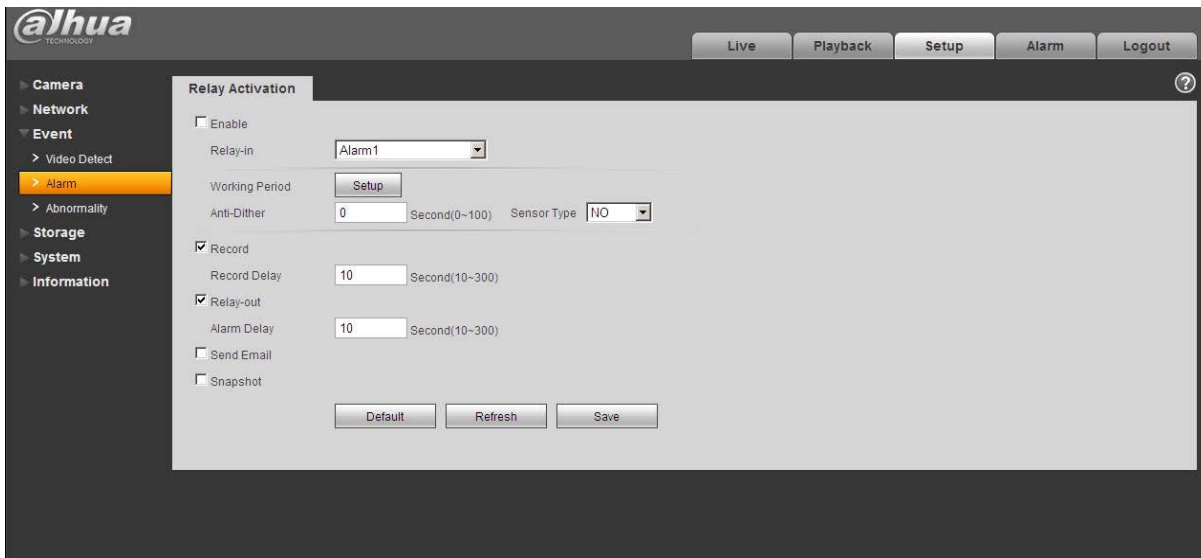 alhua
TECHNOLOGY
Live Playback Setup Alarm Logout
Camera
Network
Event
> Video Detect
> Alarm
> Abnormality
Storage
System
Information
Relay Activation
?
Enable
Relay-in Alarm1
Working Period Setup
Anti-Dither 0 Second(0~100) Sensor Type NO
Record
Record Delay 10 Second(10~300)
Relay-out
Alarm Delay 10 Second(10~300)
Send Email
Snapshot
Default Refresh Save